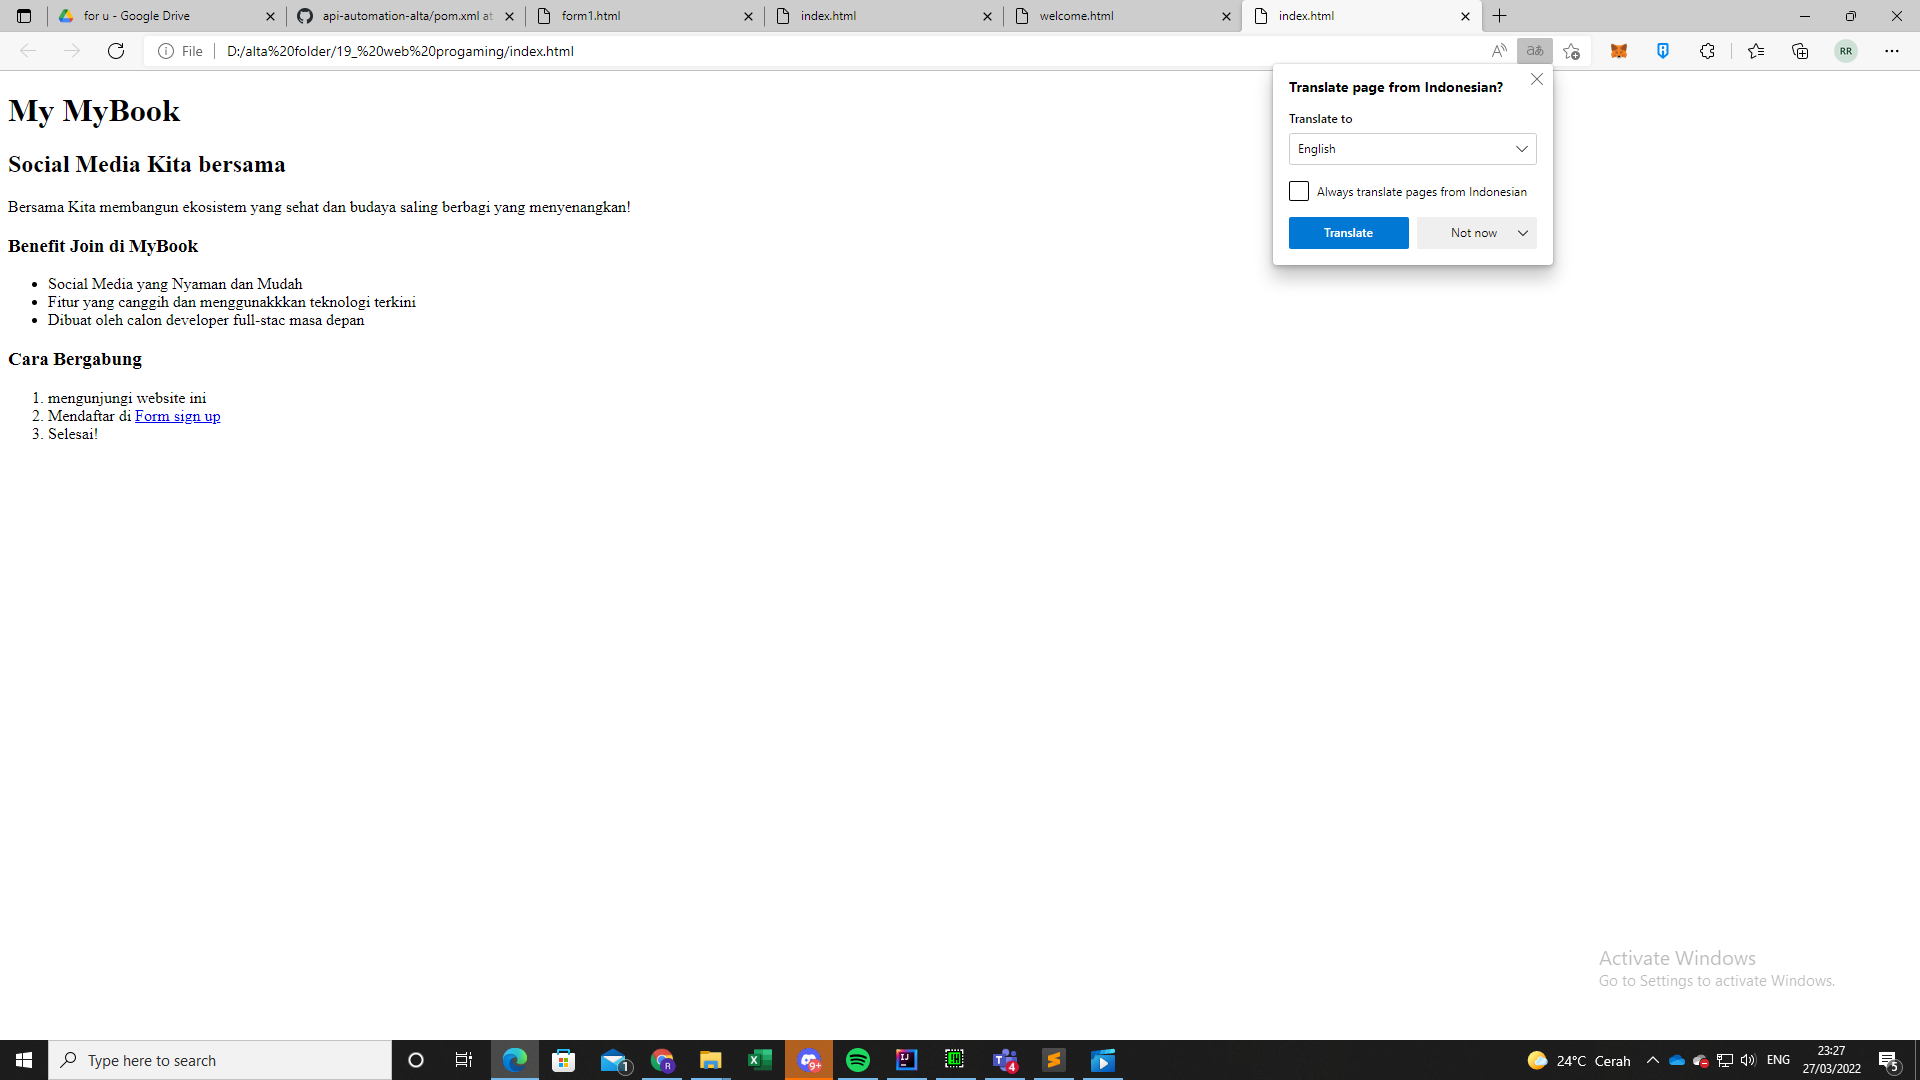 for u - Google Drive
api-automation-alta/pom.xml at
form1.html
index.html
welcome.html
index.html
File
D:/alta%20folder/19_%20web%20progaming/index.html
RR
My MyBook
Social Media Kita bersama
Bersama Kita membangun ekosistem yang sehat dan budaya saling berbagi yang menyenangkan!
Benefit Join di MyBook
Social Media yang Nyaman dan Mudah
Fitur yang canggih dan menggunakkkan teknologi terkini
Dibuat oleh calon developer full-stac masa depan
Cara Bergabung
1. mengunjungi website ini
2. Mendaftar di Form sign up
3. Selesai!
Translate page from Indonesian?
Translate to
English
Always translate pages from Indonesian
Translate
Not now
Activate Windows
Go to Settings to activate Windows.
Type here to search
1
R
9+
IJ
4
24°C Cerah
ENG
23:27
27/03/2022
5